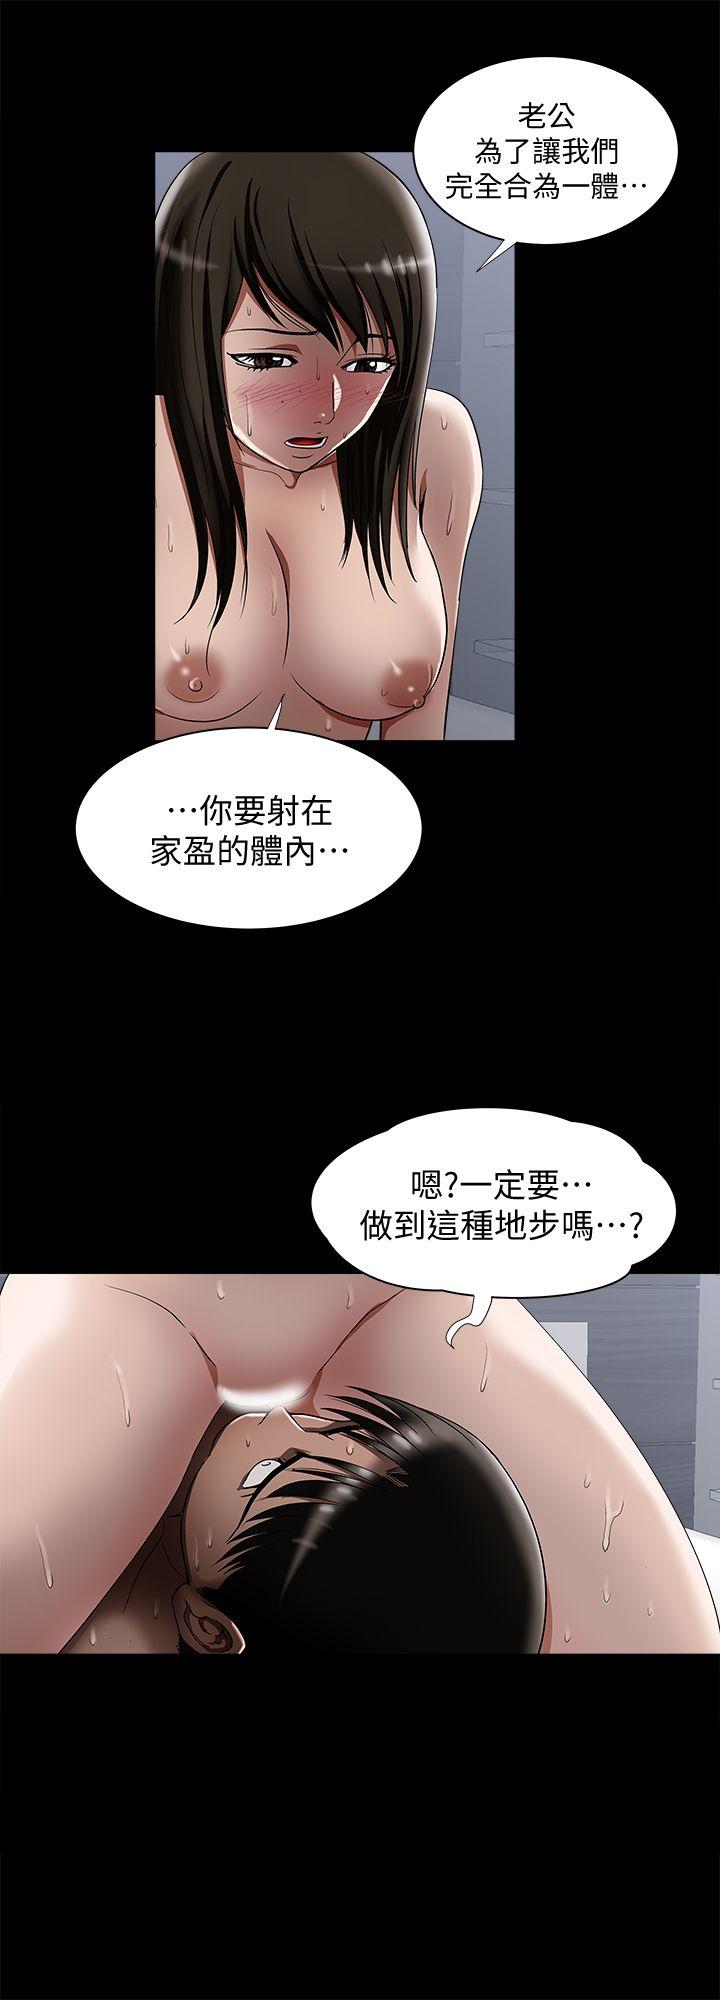 老公
為了讓我們
完全合為一體…
…你要射在
家盈的體內…
嗯?一定要…
做到這種地步嗎…?